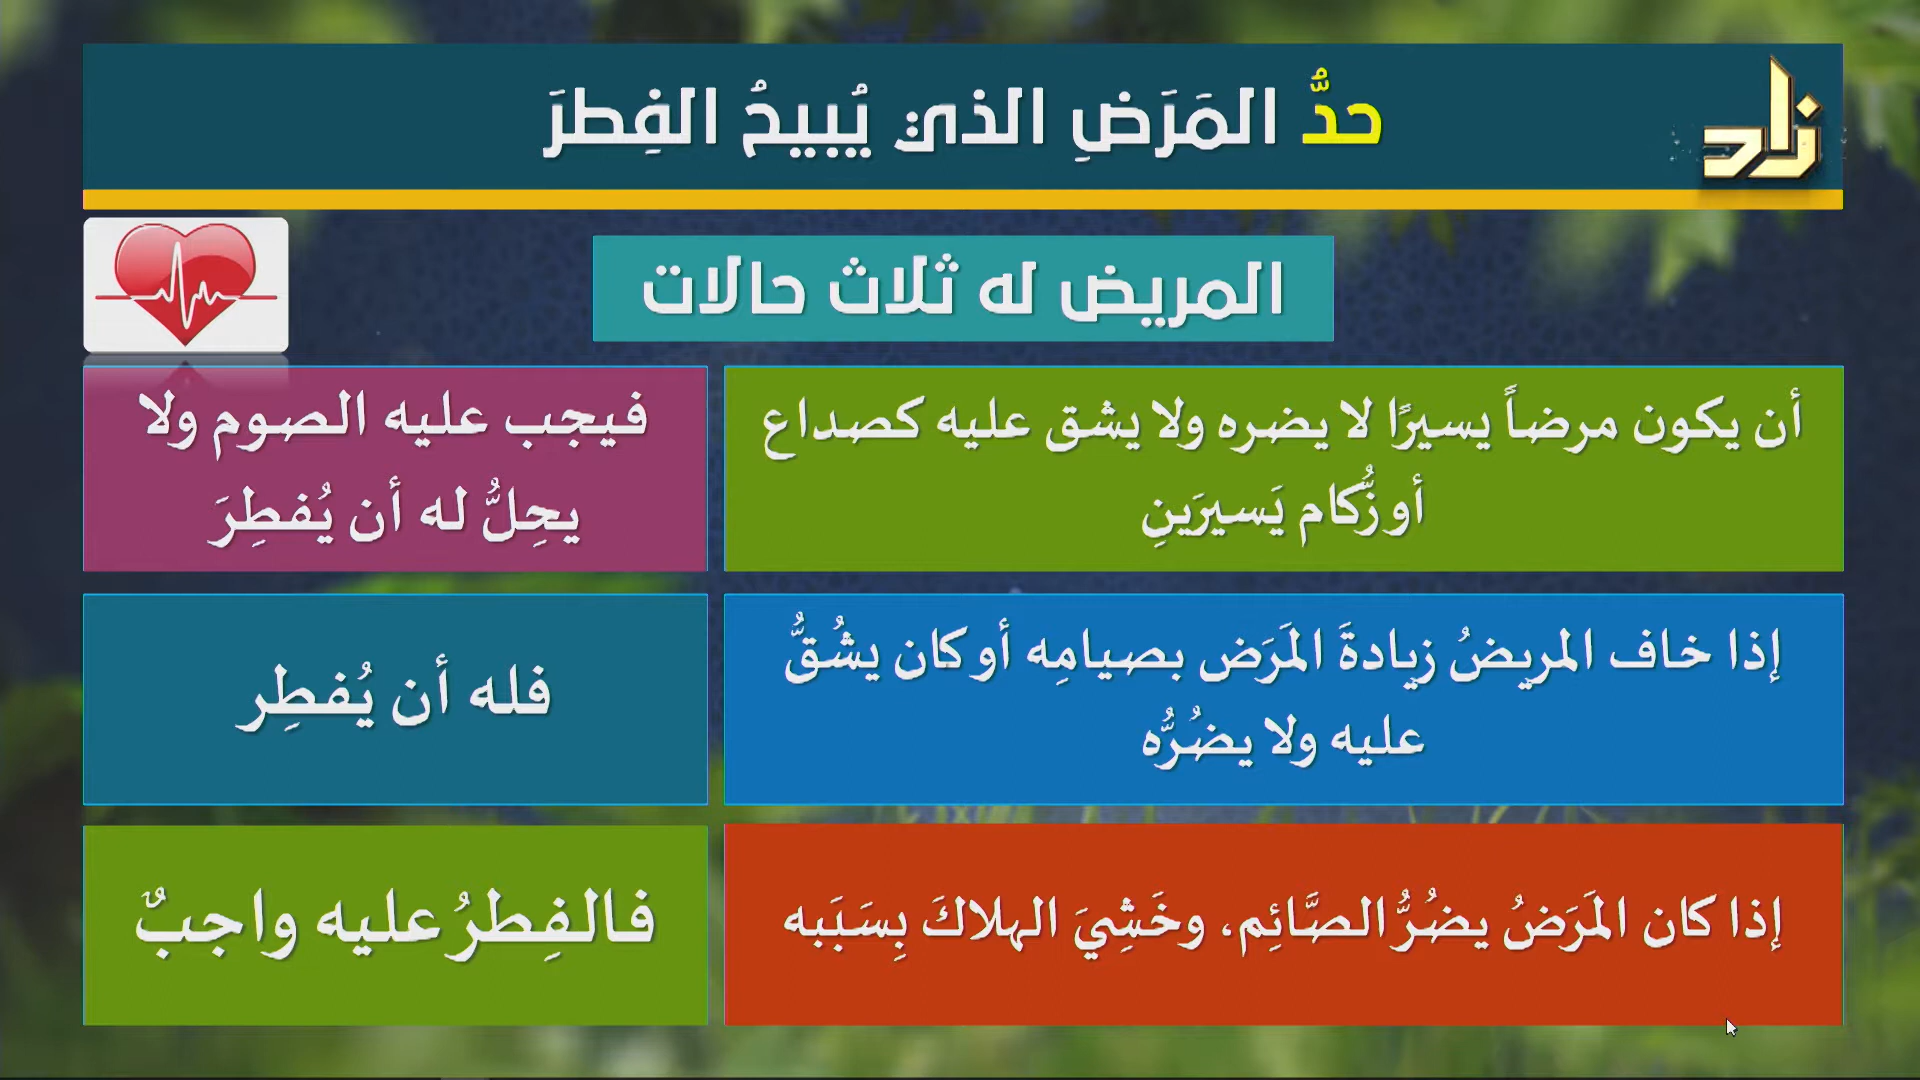 زاد
حدُّ المَرَضِ الذي يُبيحُ الفِطرَ
المريض له ثلاث حالات
أن يكون مرضاً يسيرًا لا يضره ولا يشق عليه كصداع
أو زُّكام يَسيرَينِ
فيجب عليه الصوم ولا
يحِلُّ له أن يُفطِرَ
إذا خاف المريضُ زيادةَ المَرَض بصيامِه أو كان يشُقُّ
عليه ولا يضُرُّه
فله أن يُفطِر
إذا كان المَرَضُ يضُرُّ الصَّائِم، وخَشِيَ الهلاكَ بِسَبَبه
فالفِطرُ عليه واجبٌ